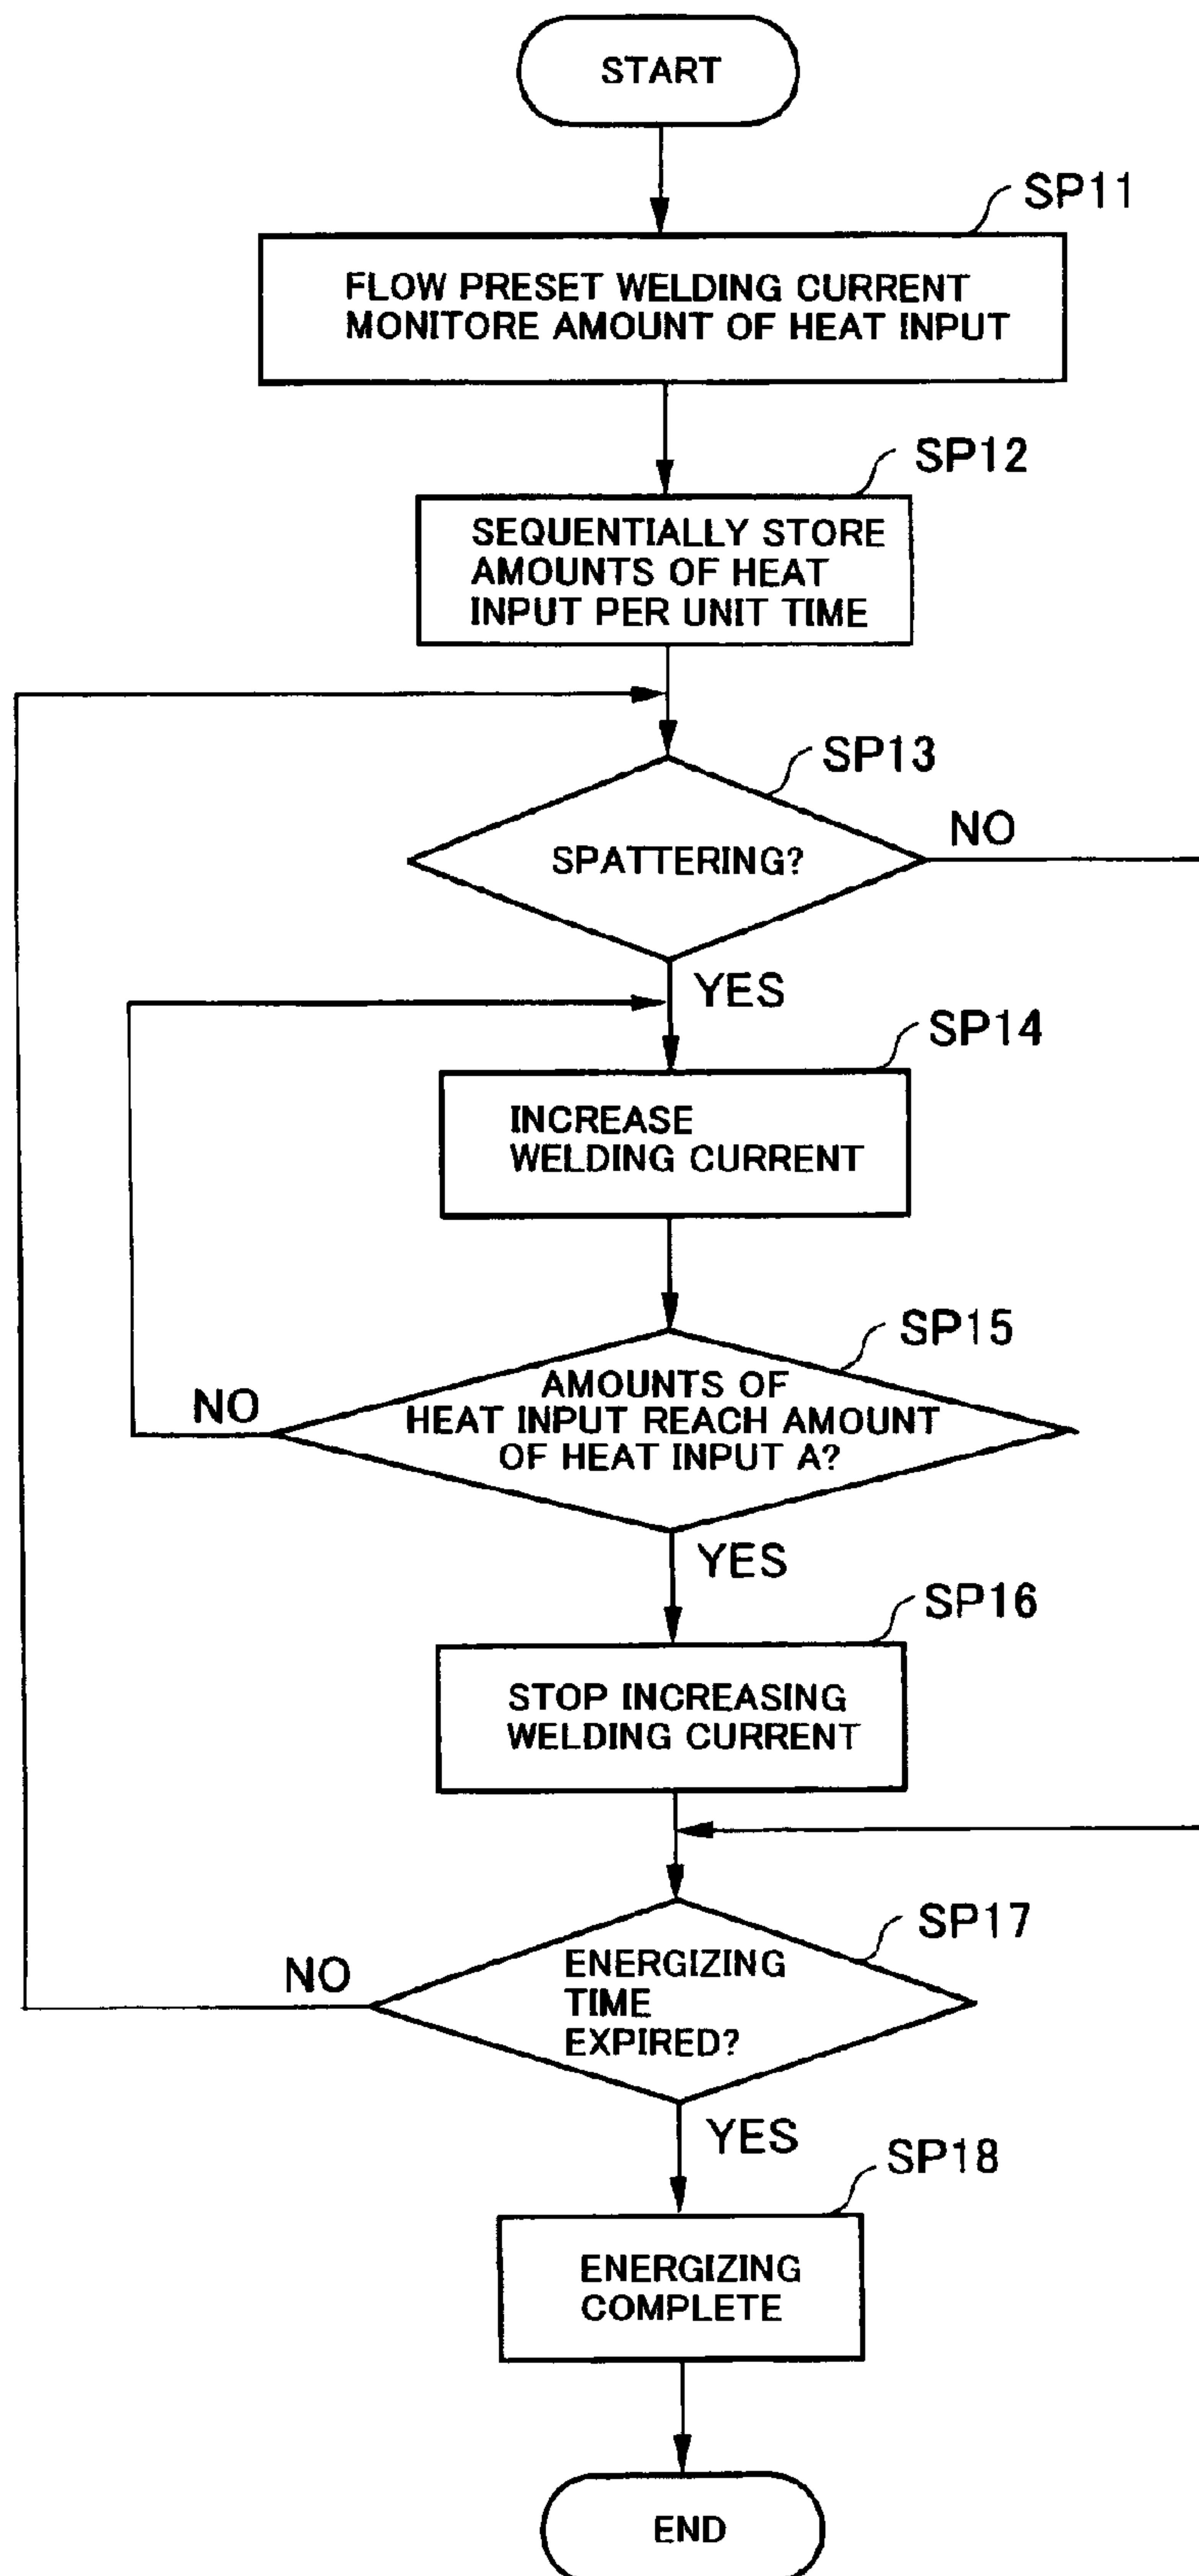 START
SP11
FLOW PRESET WELDING CURRENT
MONITORE AMOUNT OF HEAT INPUT
SP12
SEQUENTIALLY STORE
AMOUNTS OF HEAT
INPUT PER UNIT TIME
SP13
SPATTERING?
NO
YES
SP14
INCREASE
WELDING CURRENT
SP15
AMOUNTS OF
HEAT INPUT REACH AMOUNT
OF HEAT INPUT A?
NO
YES
SP16
STOP INCREASING
WELDING CURRENT
SP17
ENERGIZING
TIME
EXPIRED?
NO
YES
SP18
ENERGIZING
COMPLETE
END